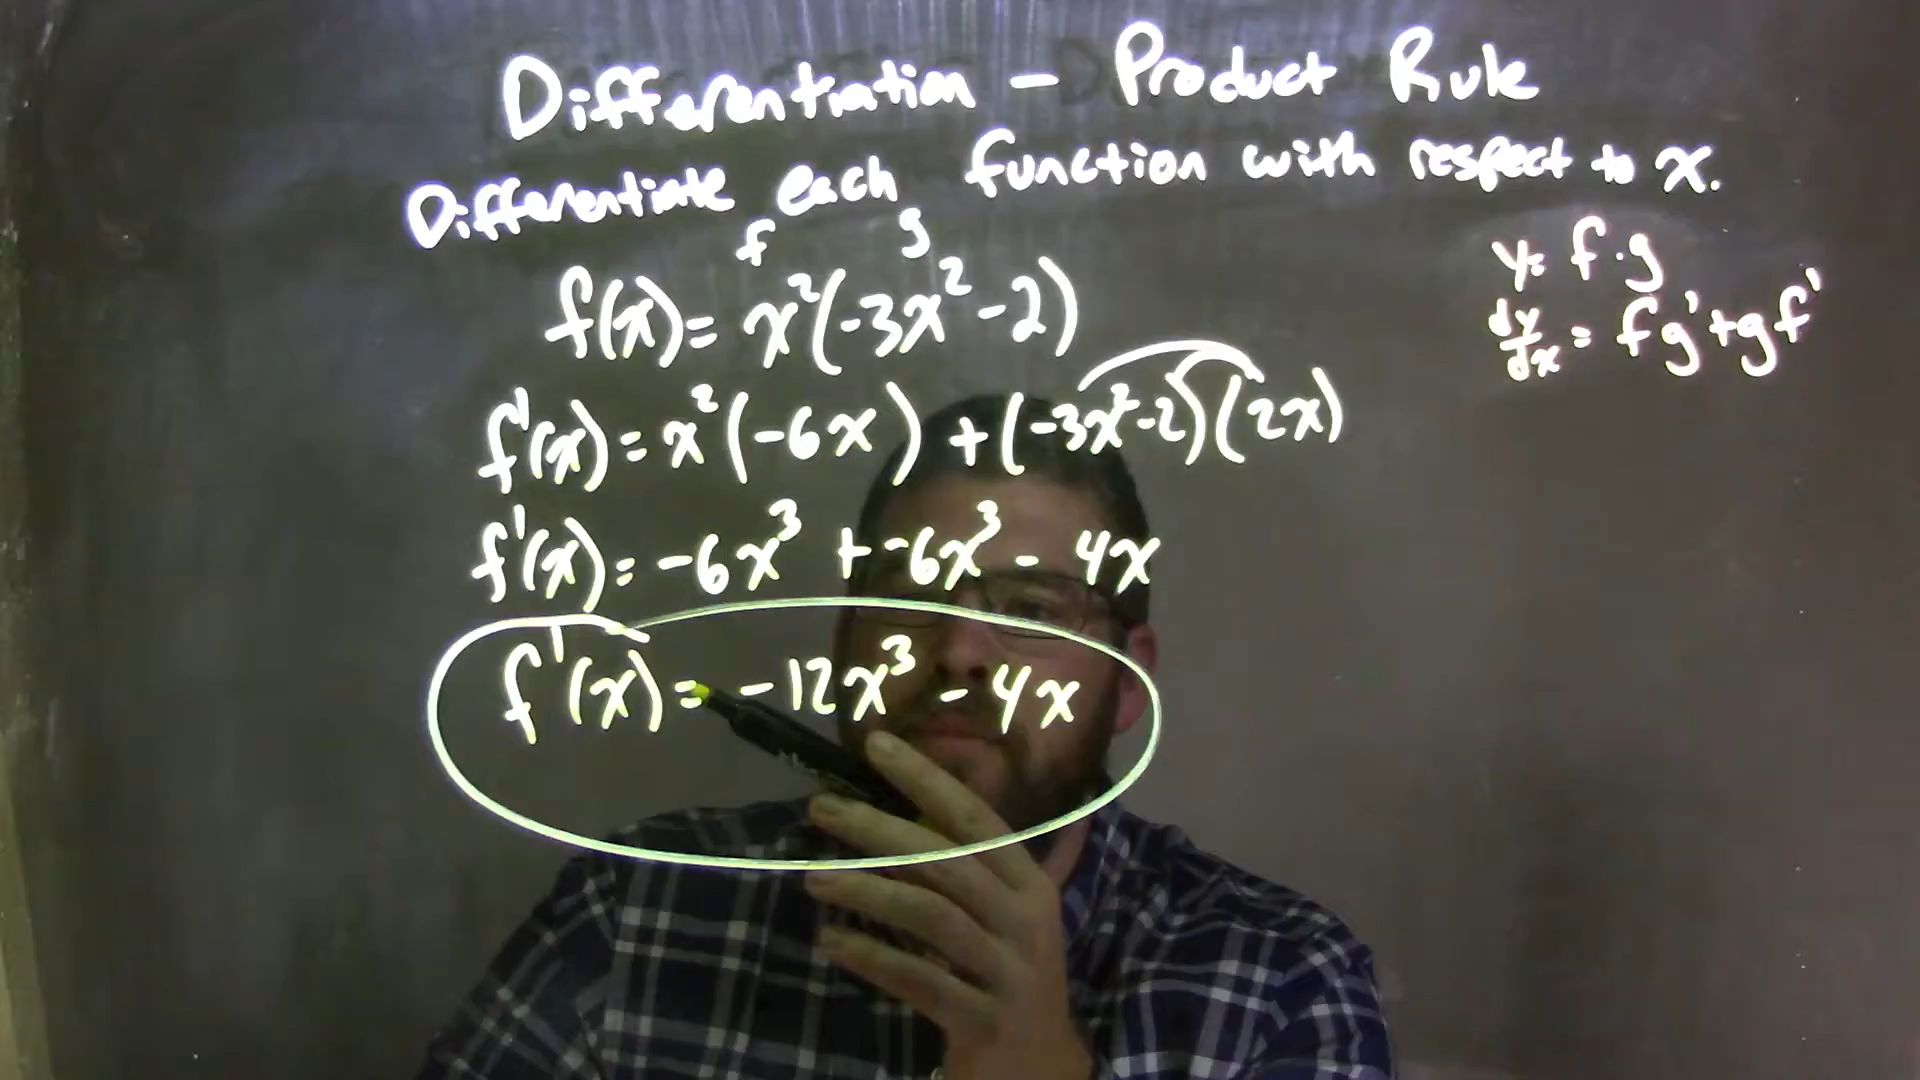 Differentiation - Product Rule
Differentiate each function with respect to x.
f g
f(x) = x²(-3x² - 2)
f'(x) = x²(-6x) + (-3x² - 2)(2x)
f'(x) = -6x³ + -6x³ - 4x
f'(x) = -12x³ - 4x
y = f · g
dy/dx = fg' + gf'